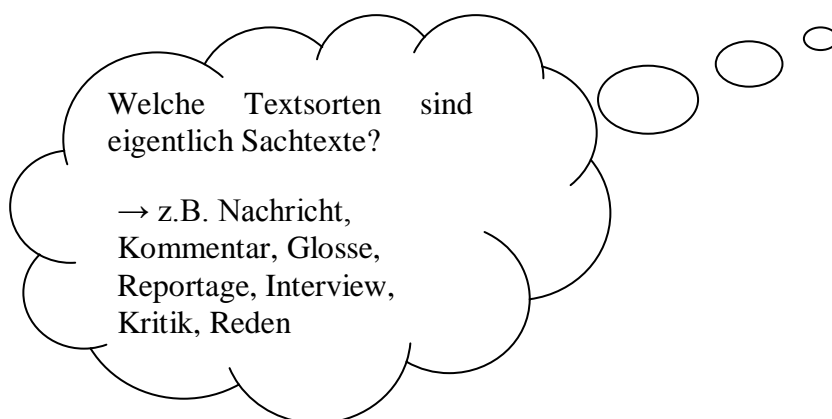 Welche Textsorten sind
eigentlich Sachtexte?
→ z.B. Nachricht,
Kommentar, Glosse,
Reportage, Interview,
Kritik, Reden